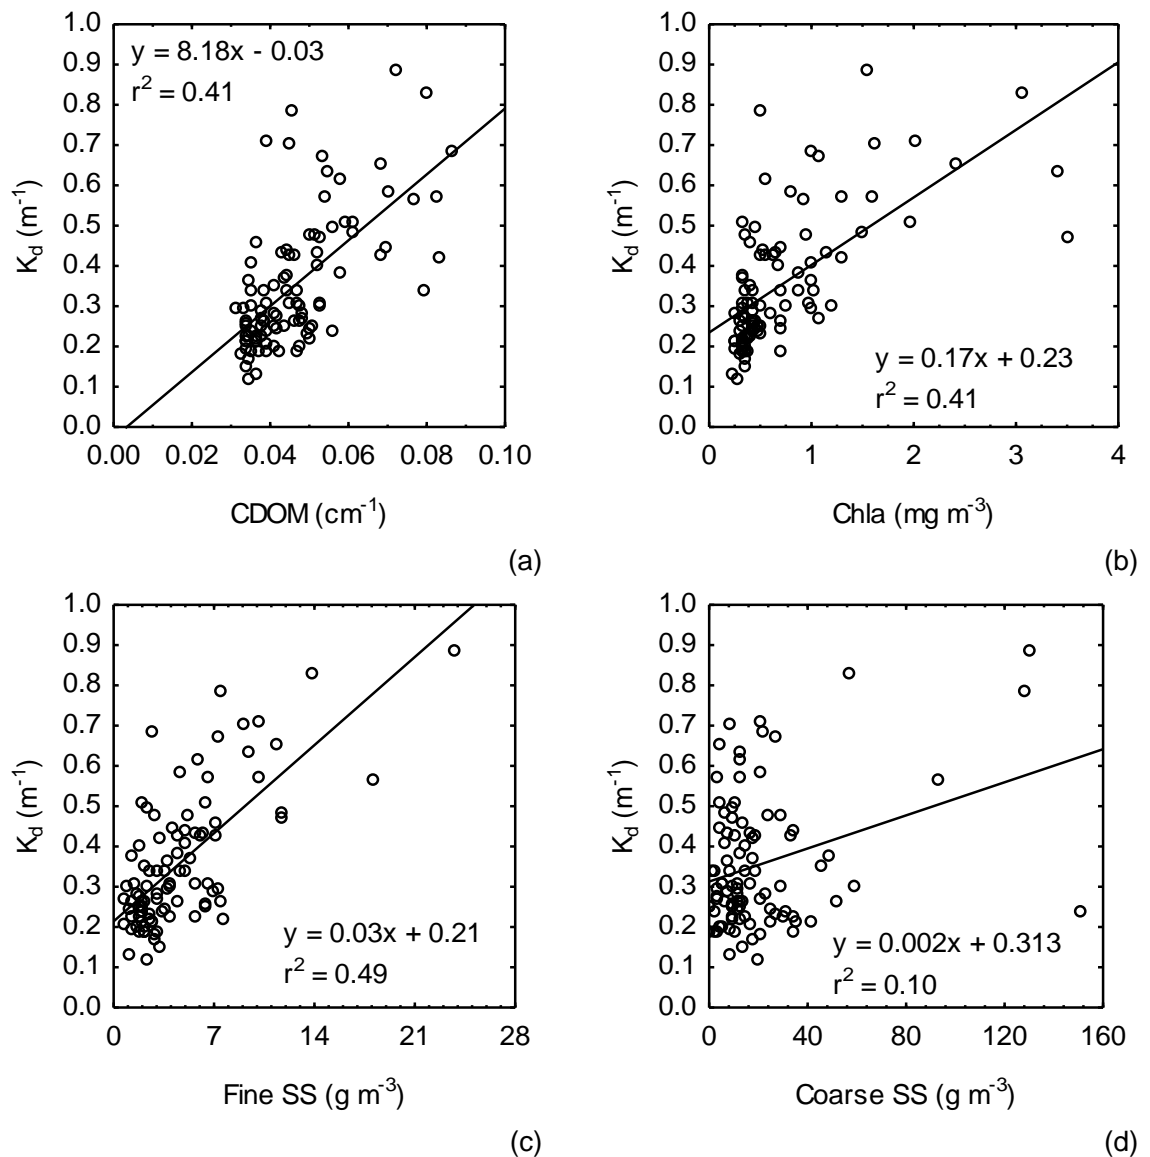 y = 8.18x - 0.03
r² = 0.41
1.0
0.9
0.8
0.7
0.6
0.5
0.4
0.3
0.2
0.1
0.0
K_d (m⁻¹)
0.00 0.02 0.04 0.06 0.08 0.10
CDOM (cm⁻¹)
(a)
1.0
0.9
0.8
0.7
0.6
0.5
0.4
0.3
0.2
0.1
0.0
K_d (m⁻¹)
y = 0.17x + 0.23
r² = 0.41
0 1 2 3 4
Chla (mg m⁻³)
(b)
1.0
0.9
0.8
0.7
0.6
0.5
0.4
0.3
0.2
0.1
0.0
K_d (m⁻¹)
y = 0.03x + 0.21
r² = 0.49
0 7 14 21 28
Fine SS (g m⁻³)
(c)
1.0
0.9
0.8
0.7
0.6
0.5
0.4
0.3
0.2
0.1
0.0
K_d (m⁻¹)
y = 0.002x + 0.313
r² = 0.10
0 40 80 120 160
Coarse SS (g m⁻³)
(d)